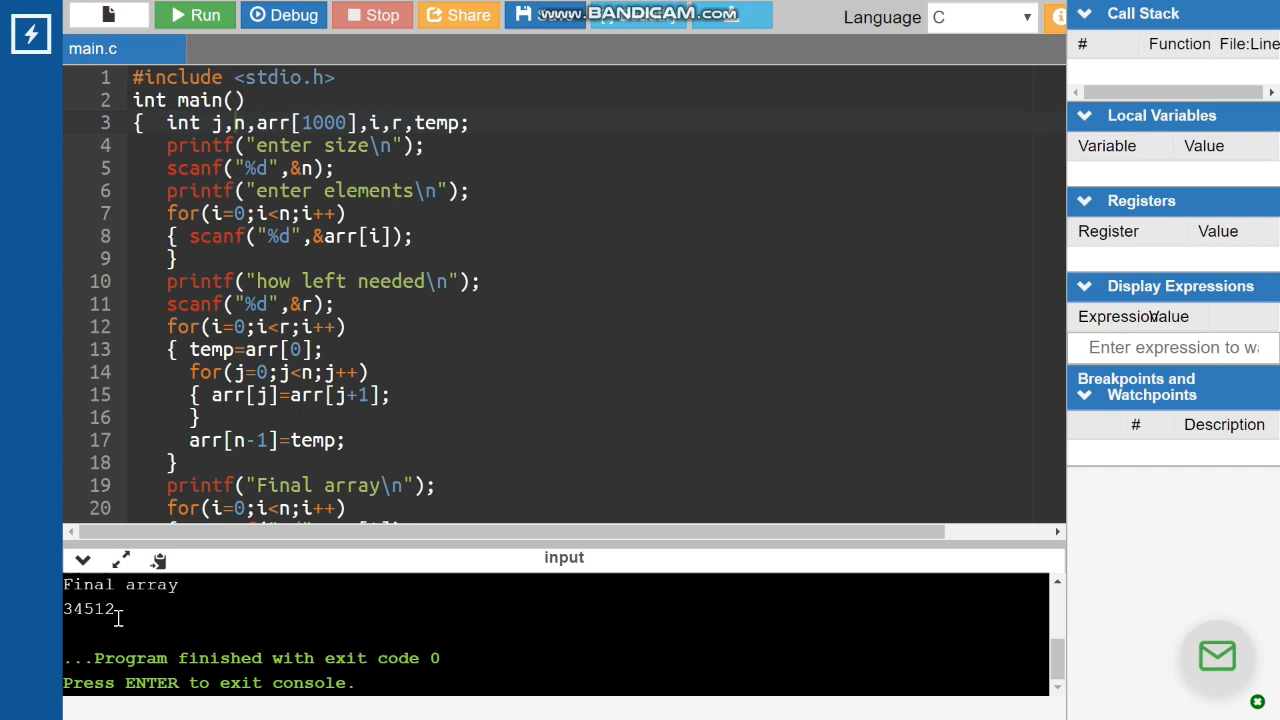 Run Debug Stop Share www.BANDICAM.com Language C
main.c
1 #include <stdio.h>
2 int main()
3 { int j,n,arr[1000],i,r,temp;
4 printf("enter size\n");
5 scanf("%d",&n);
6 printf("enter elements\n");
7 for(i=0;i<n;i++)
8 { scanf("%d",&arr[i]);
9 }
10 printf("how left needed\n");
11 scanf("%d",&r);
12 for(i=0;i<r;i++)
13 { temp=arr[0];
14 for(j=0;j<n;j++)
15 { arr[j]=arr[j+1];
16 }
17 arr[n-1]=temp;
18 }
19 printf("Final array\n");
20 for(i=0;i<n;i++)
input
Final array
34512
...Program finished with exit code 0
Press ENTER to exit console.
Call Stack
# Function File:Line
Local Variables
Variable Value
Registers
Register Value
Display Expressions
Expression Value
Enter expression to wa
Breakpoints and
Watchpoints
# Description